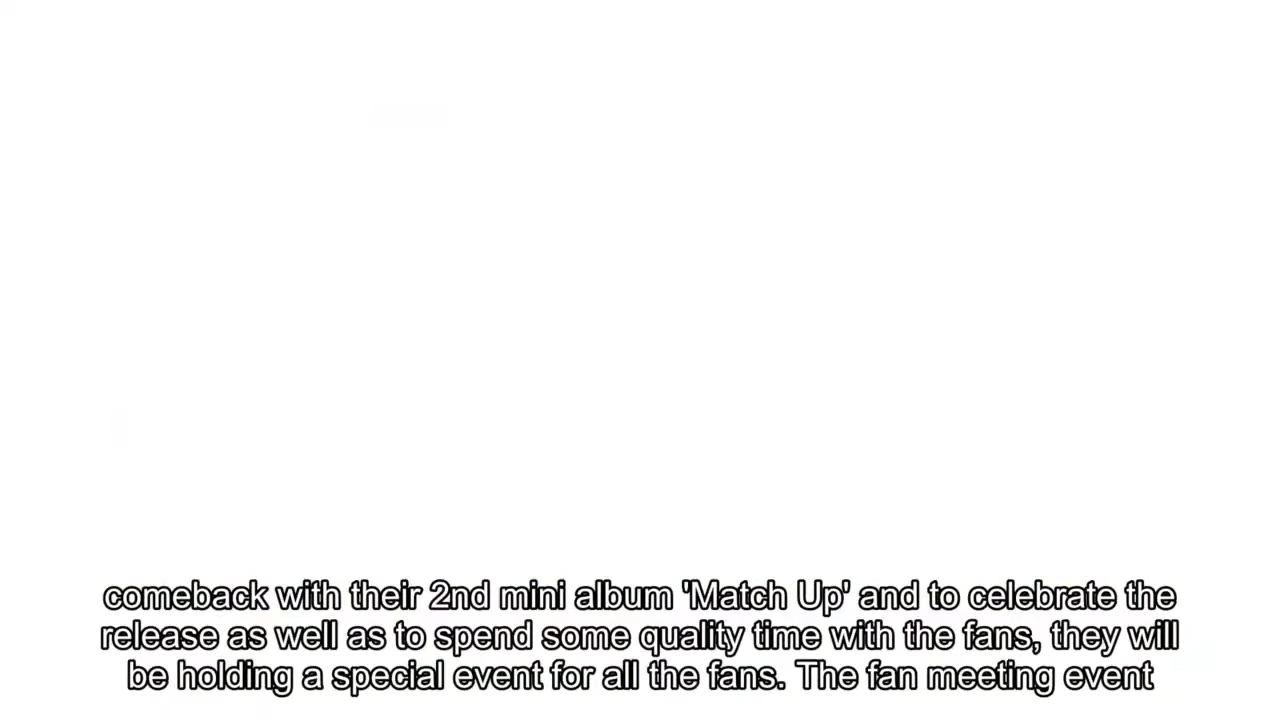 comeback with their 2nd mini album 'Match Up' and to celebrate the
release as well as to spend some quality time with the fans, they will
be holding a special event for all the fans. The fan meeting event